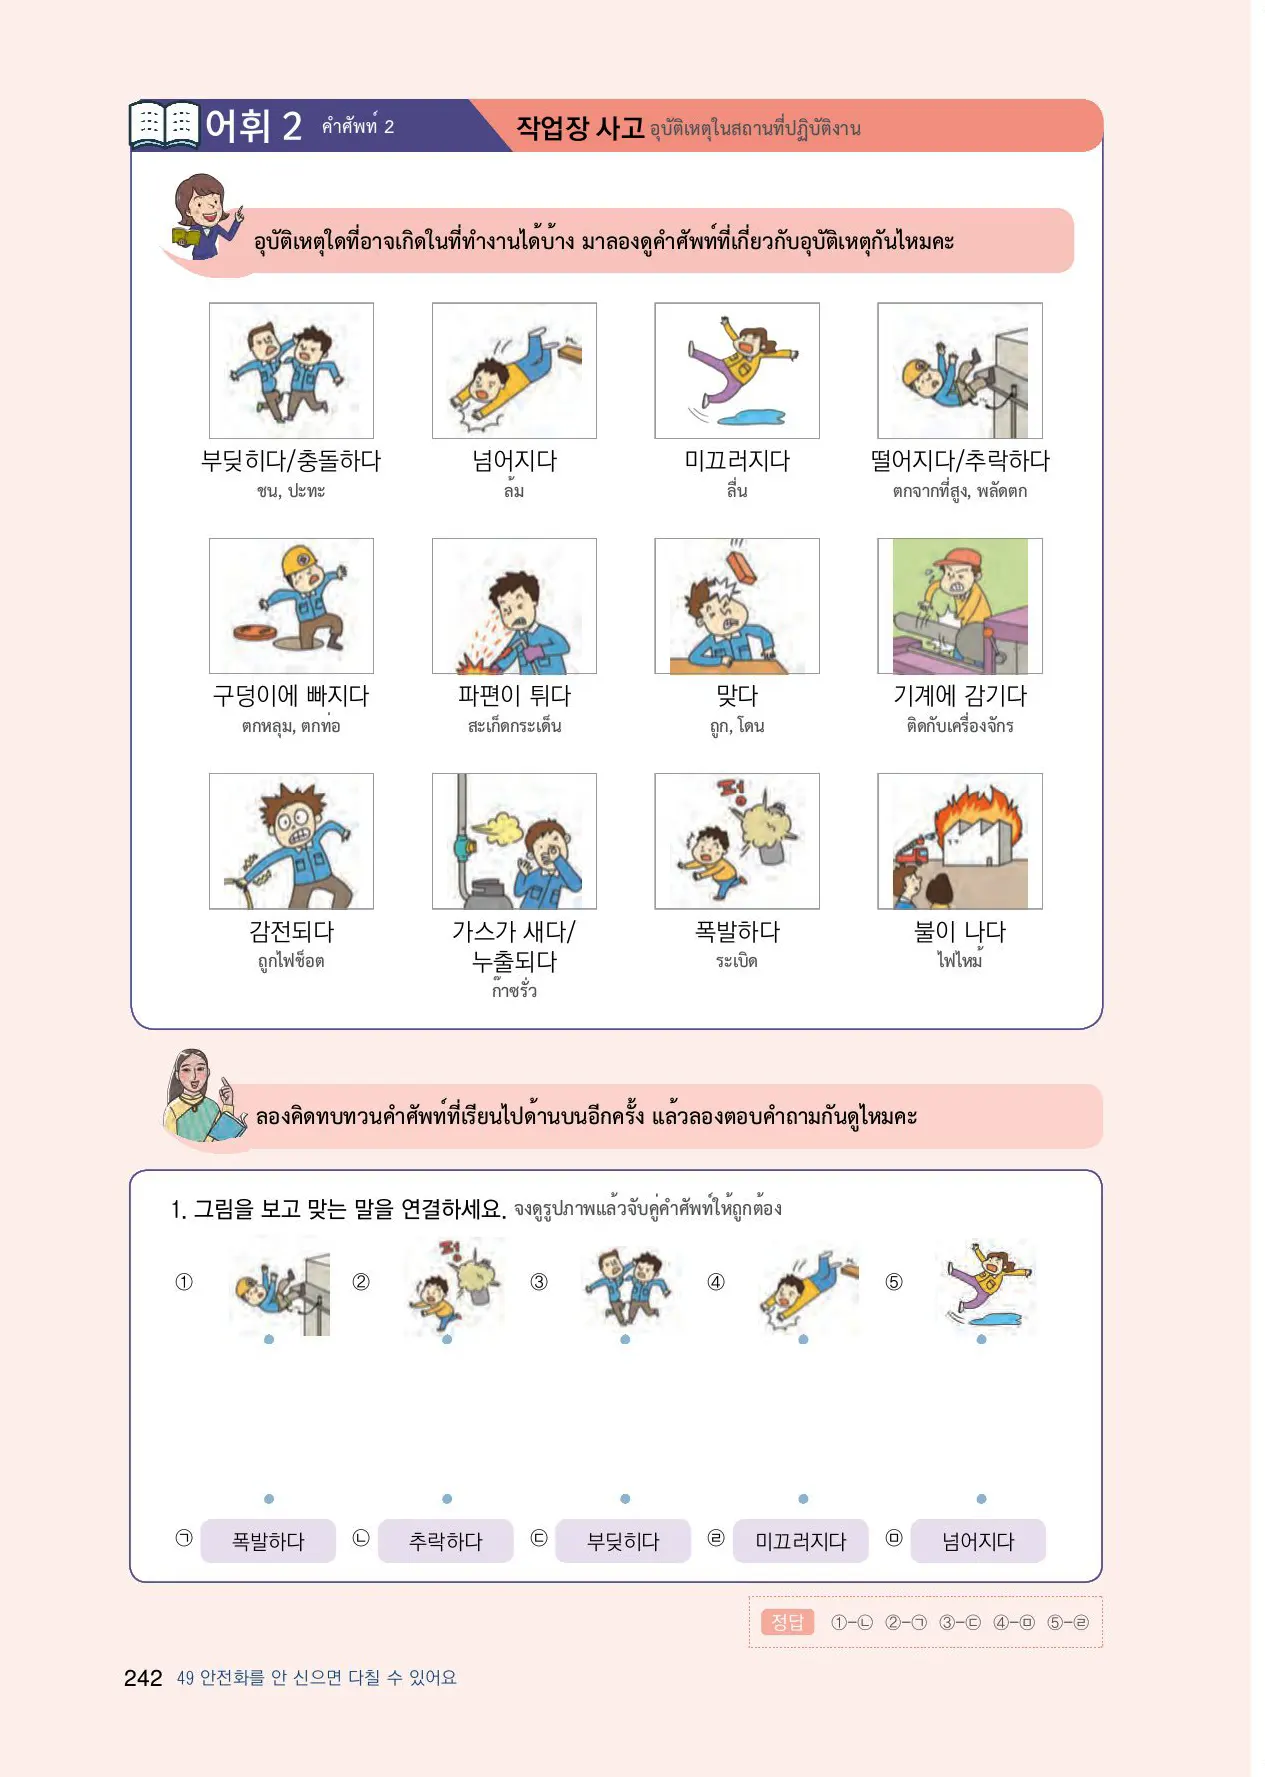 어휘 2 คำศัพท์ 2 작업장 사고 อุบัติเหตุในสถานที่ปฏิบัติงาน
อุบัติเหตุใดที่อาจเกิดในที่ทำงานได้บ้าง มาลองดูคำศัพท์ที่เกี่ยวกับอุบัติเหตุกันไหมคะ
부딪히다/충돌하다 넘어지다 미끄러지다 떨어지다/추락하다
ชน, ปะทะ ล้ม ลื่น ตกจากที่สูง, พลัดตก
구덩이에 빠지다 파편이 튀다 맞다 기계에 감기다
ตกหลุม, ตกท่อ สะเก็ดกระเด็น ถูก, โดน ติดกับเครื่องจักร
펑
감전되다 가스가 새다/ 폭발하다 불이 나다
ถูกไฟช็อต 누출되다 ระเบิด ไฟไหม้
ก๊าซรั่ว
ลองคิดทบทวนคำศัพท์ที่เรียนไปด้านบนอีกครั้ง แล้วลองตอบคำถามกันดูไหมคะ
1. 그림을 보고 맞는 말을 연결하세요. จงดูรูปภาพแล้วจับคู่คำศัพท์ให้ถูกต้อง
펑
① ② ③ ④ ⑤
㉠ 폭발하다 ㉡ 추락하다 ㉢ 부딪히다 ㉣ 미끄러지다 ㉤ 넘어지다
정답 ①-㉡ ②-㉠ ③-㉢ ④-㉤ ⑤-㉣
242 49 안전화를 안 신으면 다칠 수 있어요